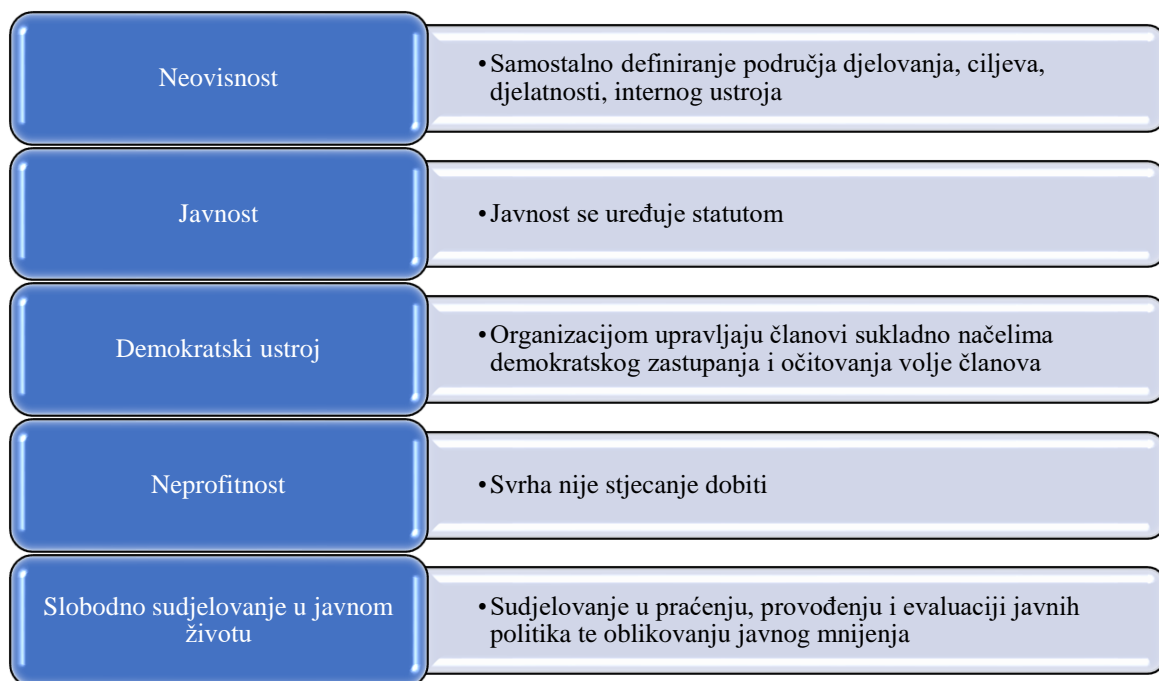 Neovisnost
•Samostalno definiranje područja djelovanja, ciljeva,
djelatnosti, internog ustroja
Javnost
•Javnost se uređuje statutom
Demokratski ustroj
•Organizacijom upravljaju članovi sukladno načelima
demokratskog zastupanja i očitovanja volje članova
Neprofitnost
•Svrha nije stjecanje dobiti
Slobodno sudjelovanje u javnom
životu
•Sudjelovanje u praćenju, provođenju i evaluaciji javnih
politika te oblikovanju javnog mnijenja